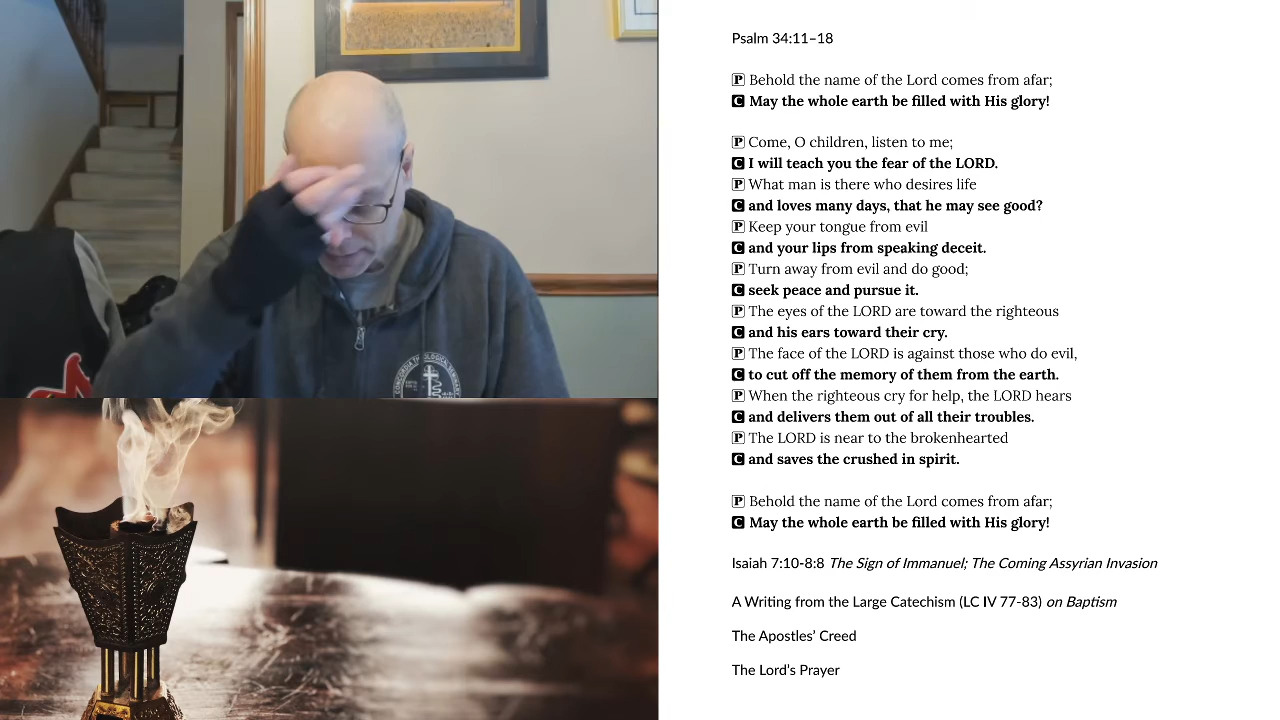 Psalm 34:11–18
P Behold the name of the Lord comes from afar;
C May the whole earth be filled with His glory!
P Come, O children, listen to me;
C I will teach you the fear of the LORD.
P What man is there who desires life
C and loves many days, that he may see good?
P Keep your tongue from evil
C and your lips from speaking deceit.
P Turn away from evil and do good;
C seek peace and pursue it.
P The eyes of the LORD are toward the righteous
C and his ears toward their cry.
P The face of the LORD is against those who do evil,
C to cut off the memory of them from the earth.
P When the righteous cry for help, the LORD hears
C and delivers them out of all their troubles.
P The LORD is near to the brokenhearted
C and saves the crushed in spirit.
P Behold the name of the Lord comes from afar;
C May the whole earth be filled with His glory!
Isaiah 7:10-8:8 The Sign of Immanuel; The Coming Assyrian Invasion
A Writing from the Large Catechism (LC IV 77-83) on Baptism
The Apostles’ Creed
The Lord’s Prayer
CONCORDIA THEOLOGICAL SEMINARY